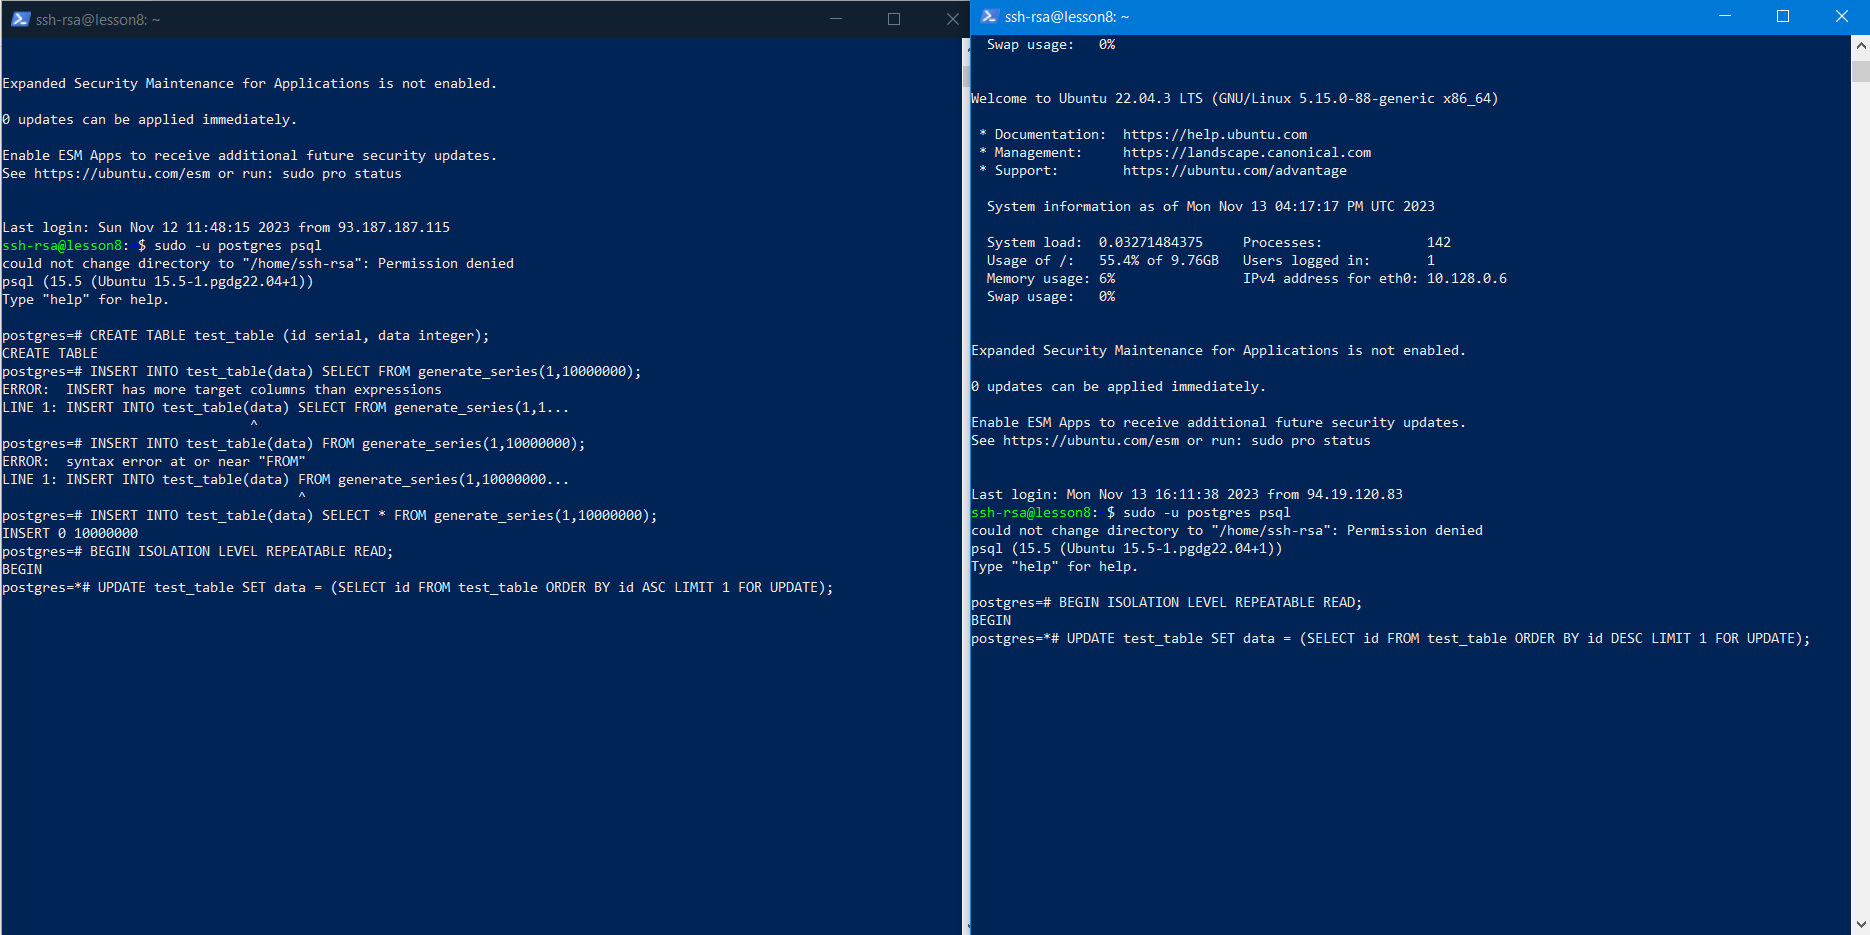 ssh-rsa@lesson8: ~
Expanded Security Maintenance for Applications is not enabled.
0 updates can be applied immediately.
Enable ESM Apps to receive additional future security updates.
See https://ubuntu.com/esm or run: sudo pro status
Last login: Sun Nov 12 11:48:15 2023 from 93.187.187.115
ssh-rsa@lesson8:~$ sudo -u postgres psql
could not change directory to "/home/ssh-rsa": Permission denied
psql (15.5 (Ubuntu 15.5-1.pgdg22.04+1))
Type "help" for help.
postgres=# CREATE TABLE test_table (id serial, data integer);
CREATE TABLE
postgres=# INSERT INTO test_table(data) SELECT FROM generate_series(1,10000000);
ERROR:  INSERT has more target columns than expressions
LINE 1: INSERT INTO test_table(data) SELECT FROM generate_series(1,1...
^
postgres=# INSERT INTO test_table(data) FROM generate_series(1,10000000);
ERROR:  syntax error at or near "FROM"
LINE 1: INSERT INTO test_table(data) FROM generate_series(1,10000000...
^
postgres=# INSERT INTO test_table(data) SELECT * FROM generate_series(1,10000000);
INSERT 0 10000000
postgres=# BEGIN ISOLATION LEVEL REPEATABLE READ;
BEGIN
postgres=*# UPDATE test_table SET data = (SELECT id FROM test_table ORDER BY id ASC LIMIT 1 FOR UPDATE);
ssh-rsa@lesson8: ~
Swap usage:   0%
Welcome to Ubuntu 22.04.3 LTS (GNU/Linux 5.15.0-88-generic x86_64)
* Documentation:  https://help.ubuntu.com
* Management:     https://landscape.canonical.com
* Support:        https://ubuntu.com/advantage
System information as of Mon Nov 13 04:17:17 PM UTC 2023
System load:  0.03271484375     Processes:             142
Usage of /:   55.4% of 9.76GB   Users logged in:       1
Memory usage: 6%                IPv4 address for eth0: 10.128.0.6
Swap usage:   0%
Expanded Security Maintenance for Applications is not enabled.
0 updates can be applied immediately.
Enable ESM Apps to receive additional future security updates.
See https://ubuntu.com/esm or run: sudo pro status
Last login: Mon Nov 13 16:11:38 2023 from 94.19.120.83
ssh-rsa@lesson8:~$ sudo -u postgres psql
could not change directory to "/home/ssh-rsa": Permission denied
psql (15.5 (Ubuntu 15.5-1.pgdg22.04+1))
Type "help" for help.
postgres=# BEGIN ISOLATION LEVEL REPEATABLE READ;
BEGIN
postgres=*# UPDATE test_table SET data = (SELECT id FROM test_table ORDER BY id DESC LIMIT 1 FOR UPDATE);